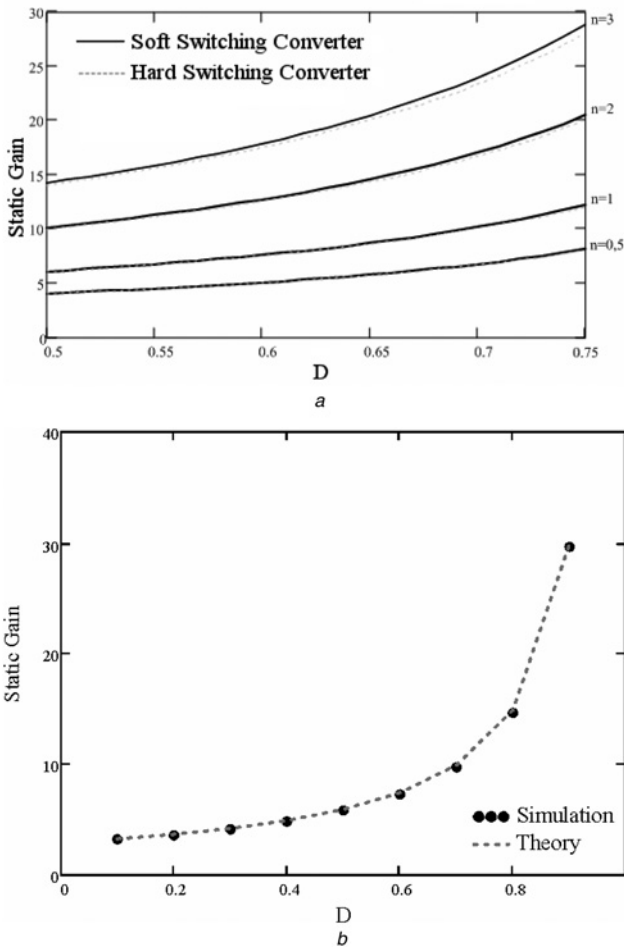 30
25
20
15
10
5
0
Static Gain
Soft Switching Converter
Hard Switching Converter
n=3
n=2
n=1
n=0,5
0.5 0.55 0.6 0.65 0.7 0.75
D
a
40
30
20
10
0
Static Gain
Simulation
Theory
0 0.2 0.4 0.6 0.8
D
b